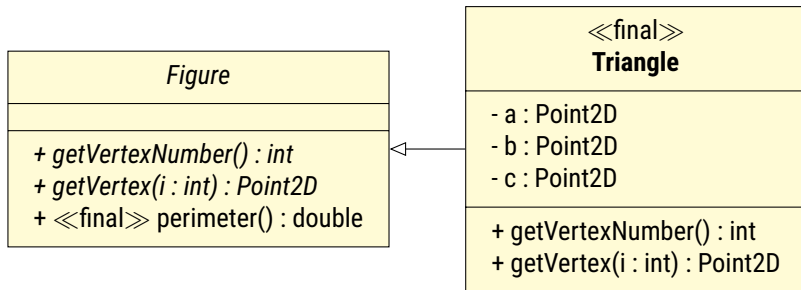 Figure
+ getVertexNumber() : int
+ getVertex(i : int) : Point2D
+ ≪final≫ perimeter() : double
≪final≫
Triangle
- a : Point2D
- b : Point2D
- c : Point2D
+ getVertexNumber() : int
+ getVertex(i : int) : Point2D